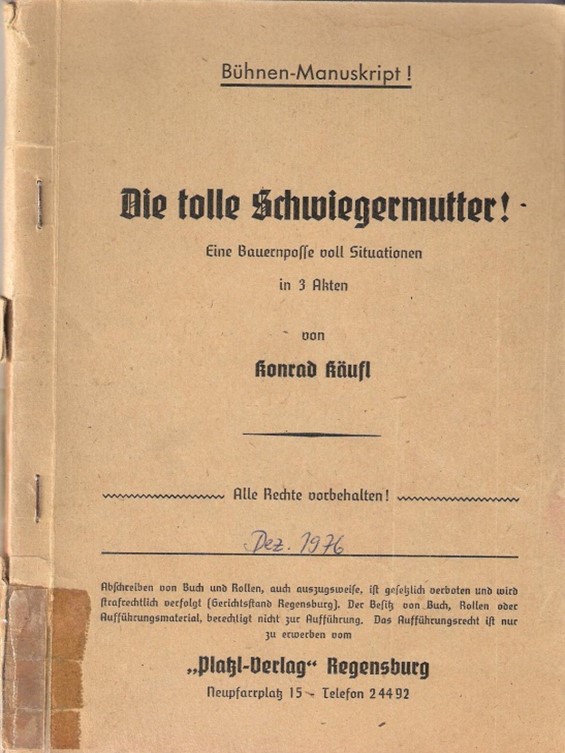 Bühnen-Manuskript !
Die tolle Schwiegermutter!
Eine Bauernposse voll Situationen
in 3 Akten
von
Konrad Käufl
Alle Rechte vorbehalten!
Dez. 1976
Abschreiben von Buch und Rollen, auch auszugsweise, ist gesetzlich verboten und wird
strafrechtlich verfolgt (Gerichtsstand Regensburg). Der Besitz von Buch, Rollen oder
Aufführungsmaterial, berechtigt nicht zur Aufführung. Das Aufführungsrecht ist nur
zu erwerben vom
„Platzl-Verlag“ Regensburg
Neupfarrplatz 15 - Telefon 2 44 92